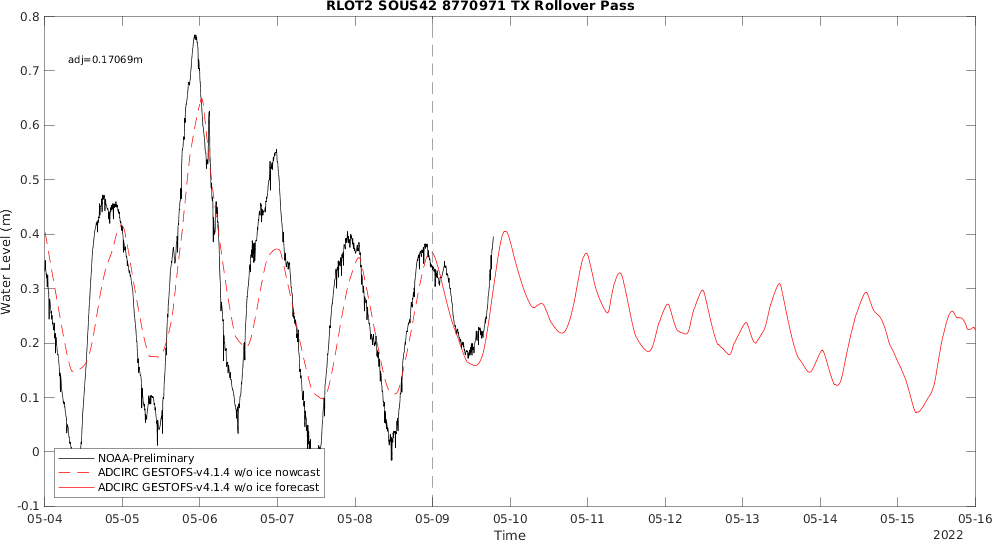 RLOT2 SOUS42 8770971 TX Rollover Pass
adj=0.17069m
0.8
0.7
0.6
0.5
0.4
0.3
0.2
0.1
0
-0.1
Water Level (m)
NOAA-Preliminary
ADCIRC GESTOFS-v4.1.4 w/o ice nowcast
ADCIRC GESTOFS-v4.1.4 w/o ice forecast
05-04 05-05 05-06 05-07 05-08 05-09 05-10 05-11 05-12 05-13 05-14 05-15 05-16
Time
2022